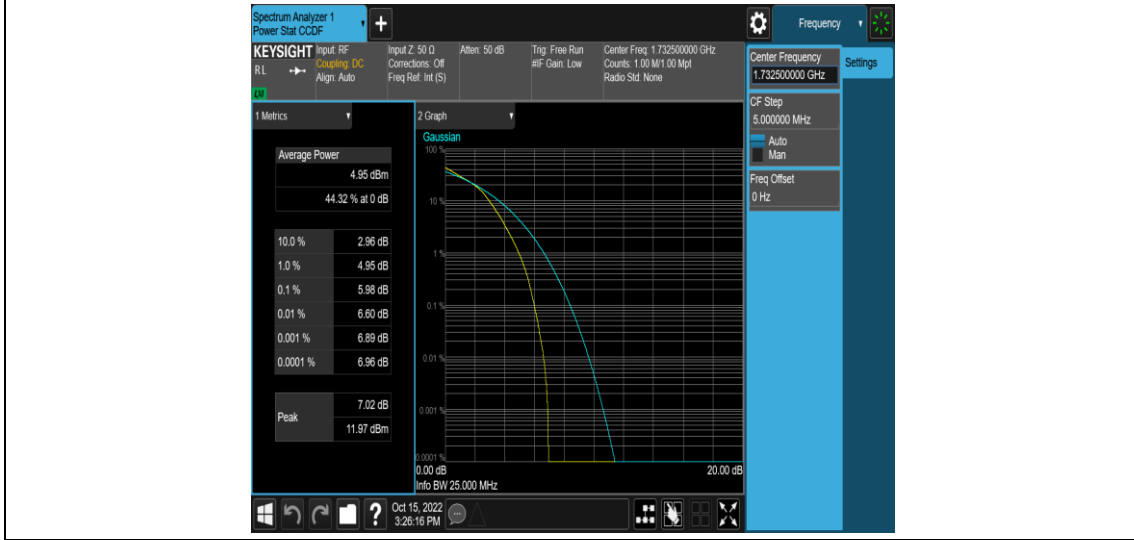 Spectrum Analyzer 1
Power Stat CCDF
Frequency
KEYSIGHT
RL
Input: RF
Coupling: DC
Align: Auto
Input Z: 50 Ω
Corrections: Off
Freq Ref: Int (S)
Atten: 50 dB
Trig: Free Run
#IF Gain: Low
Center Freq: 1.732500000 GHz
Counts: 1.00 M/1.00 Mpt
Radio Std: None
Center Frequency
1.732500000 GHz
Settings
CF Step
5.000000 MHz
Auto
Man
Freq Offset
0 Hz
1 Metrics
Average Power
4.95 dBm
44.32 % at 0 dB
10.0 % 2.96 dB
1.0 % 4.95 dB
0.1 % 5.98 dB
0.01 % 6.60 dB
0.001 % 6.89 dB
0.0001 % 6.96 dB
Peak 7.02 dB
11.97 dBm
2 Graph
Gaussian
100 %
10 %
1 %
0.1 %
0.01 %
0.001 %
0.0001 %
0.00 dB 20.00 dB
Info BW 25.000 MHz
?
Oct 15, 2022
3:26:16 PM